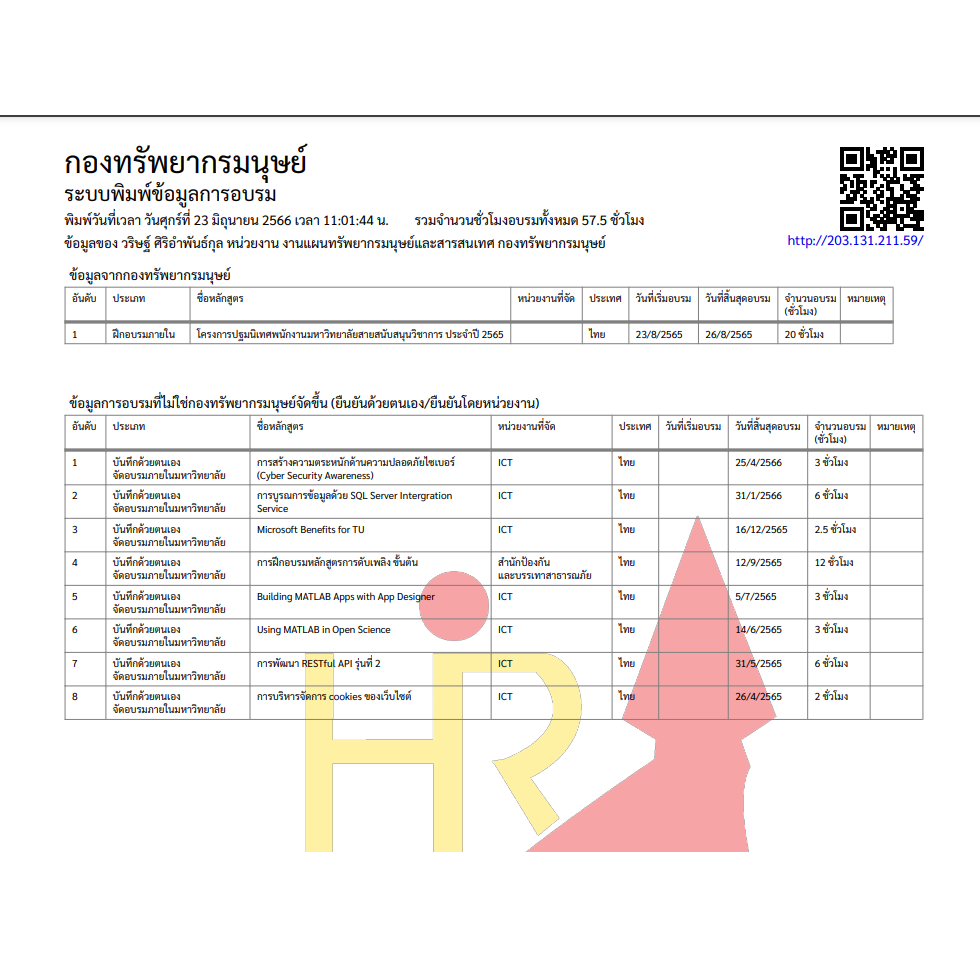 กองทรัพยากรมนุษย์
ระบบพิมพ์ข้อมูลการอบรม
พิมพ์วันที่เวลา วันศุกร์ที่ 23 มิถุนายน 2566 เวลา 11:01:44 น. รวมจำนวนชั่วโมงอบรมทั้งหมด 57.5 ชั่วโมง
ข้อมูลของ วริษฐ์ ศิริอำพันธ์กุล หน่วยงาน งานแผนทรัพยากรมนุษย์และสารสนเทศ กองทรัพยากรมนุษย์
http://203.131.211.59/
ข้อมูลจากกองทรัพยากรมนุษย์
อันดับ ประเภท ชื่อหลักสูตร หน่วยงานที่จัด ประเทศ วันที่เริ่มอบรม วันที่สิ้นสุดอบรม จำนวนอบรม หมายเหตุ
(ชั่วโมง)
1 ฝึกอบรมภายใน โครงการปฐมนิเทศพนักงานมหาวิทยาลัยสายสนับสนุนวิชาการ ประจำปี 2565 ไทย 23/8/2565 26/8/2565 20 ชั่วโมง
ข้อมูลการอบรมที่ไม่ใช่กองทรัพยากรมนุษย์จัดขึ้น (ยืนยันด้วยตนเอง/ยืนยันโดยหน่วยงาน)
อันดับ ประเภท ชื่อหลักสูตร หน่วยงานที่จัด ประเทศ วันที่เริ่มอบรม วันที่สิ้นสุดอบรม จำนวนอบรม หมายเหตุ
(ชั่วโมง)
1 บันทึกด้วยตนเอง การสร้างความตระหนักด้านความปลอดภัยไซเบอร์ ICT ไทย 25/4/2566 3 ชั่วโมง
จัดอบรมภายในมหาวิทยาลัย (Cyber Security Awareness)
2 บันทึกด้วยตนเอง การบูรณการข้อมูลด้วย SQL Server Intergration ICT ไทย 31/1/2566 6 ชั่วโมง
จัดอบรมภายในมหาวิทยาลัย Service
3 บันทึกด้วยตนเอง Microsoft Benefits for TU ICT ไทย 16/12/2565 2.5 ชั่วโมง
จัดอบรมภายในมหาวิทยาลัย
4 บันทึกด้วยตนเอง การฝึกอบรมหลักสูตรการดับเพลิง ขั้นต้น สำนักป้องกัน ไทย 12/9/2565 12 ชั่วโมง
จัดอบรมภายในมหาวิทยาลัย และบรรเทาสาธารณภัย
5 บันทึกด้วยตนเอง Building MATLAB Apps with App Designer ICT ไทย 5/7/2565 3 ชั่วโมง
จัดอบรมภายในมหาวิทยาลัย
6 บันทึกด้วยตนเอง Using MATLAB in Open Science ICT ไทย 14/6/2565 3 ชั่วโมง
จัดอบรมภายในมหาวิทยาลัย
7 บันทึกด้วยตนเอง การพัฒนา RESTful API รุ่นที่ 2 ICT ไทย 31/5/2565 6 ชั่วโมง
จัดอบรมภายในมหาวิทยาลัย
8 บันทึกด้วยตนเอง การบริหารจัดการ cookies ของเว็บไซต์ ICT ไทย 26/4/2565 2 ชั่วโมง
จัดอบรมภายในมหาวิทยาลัย
HR